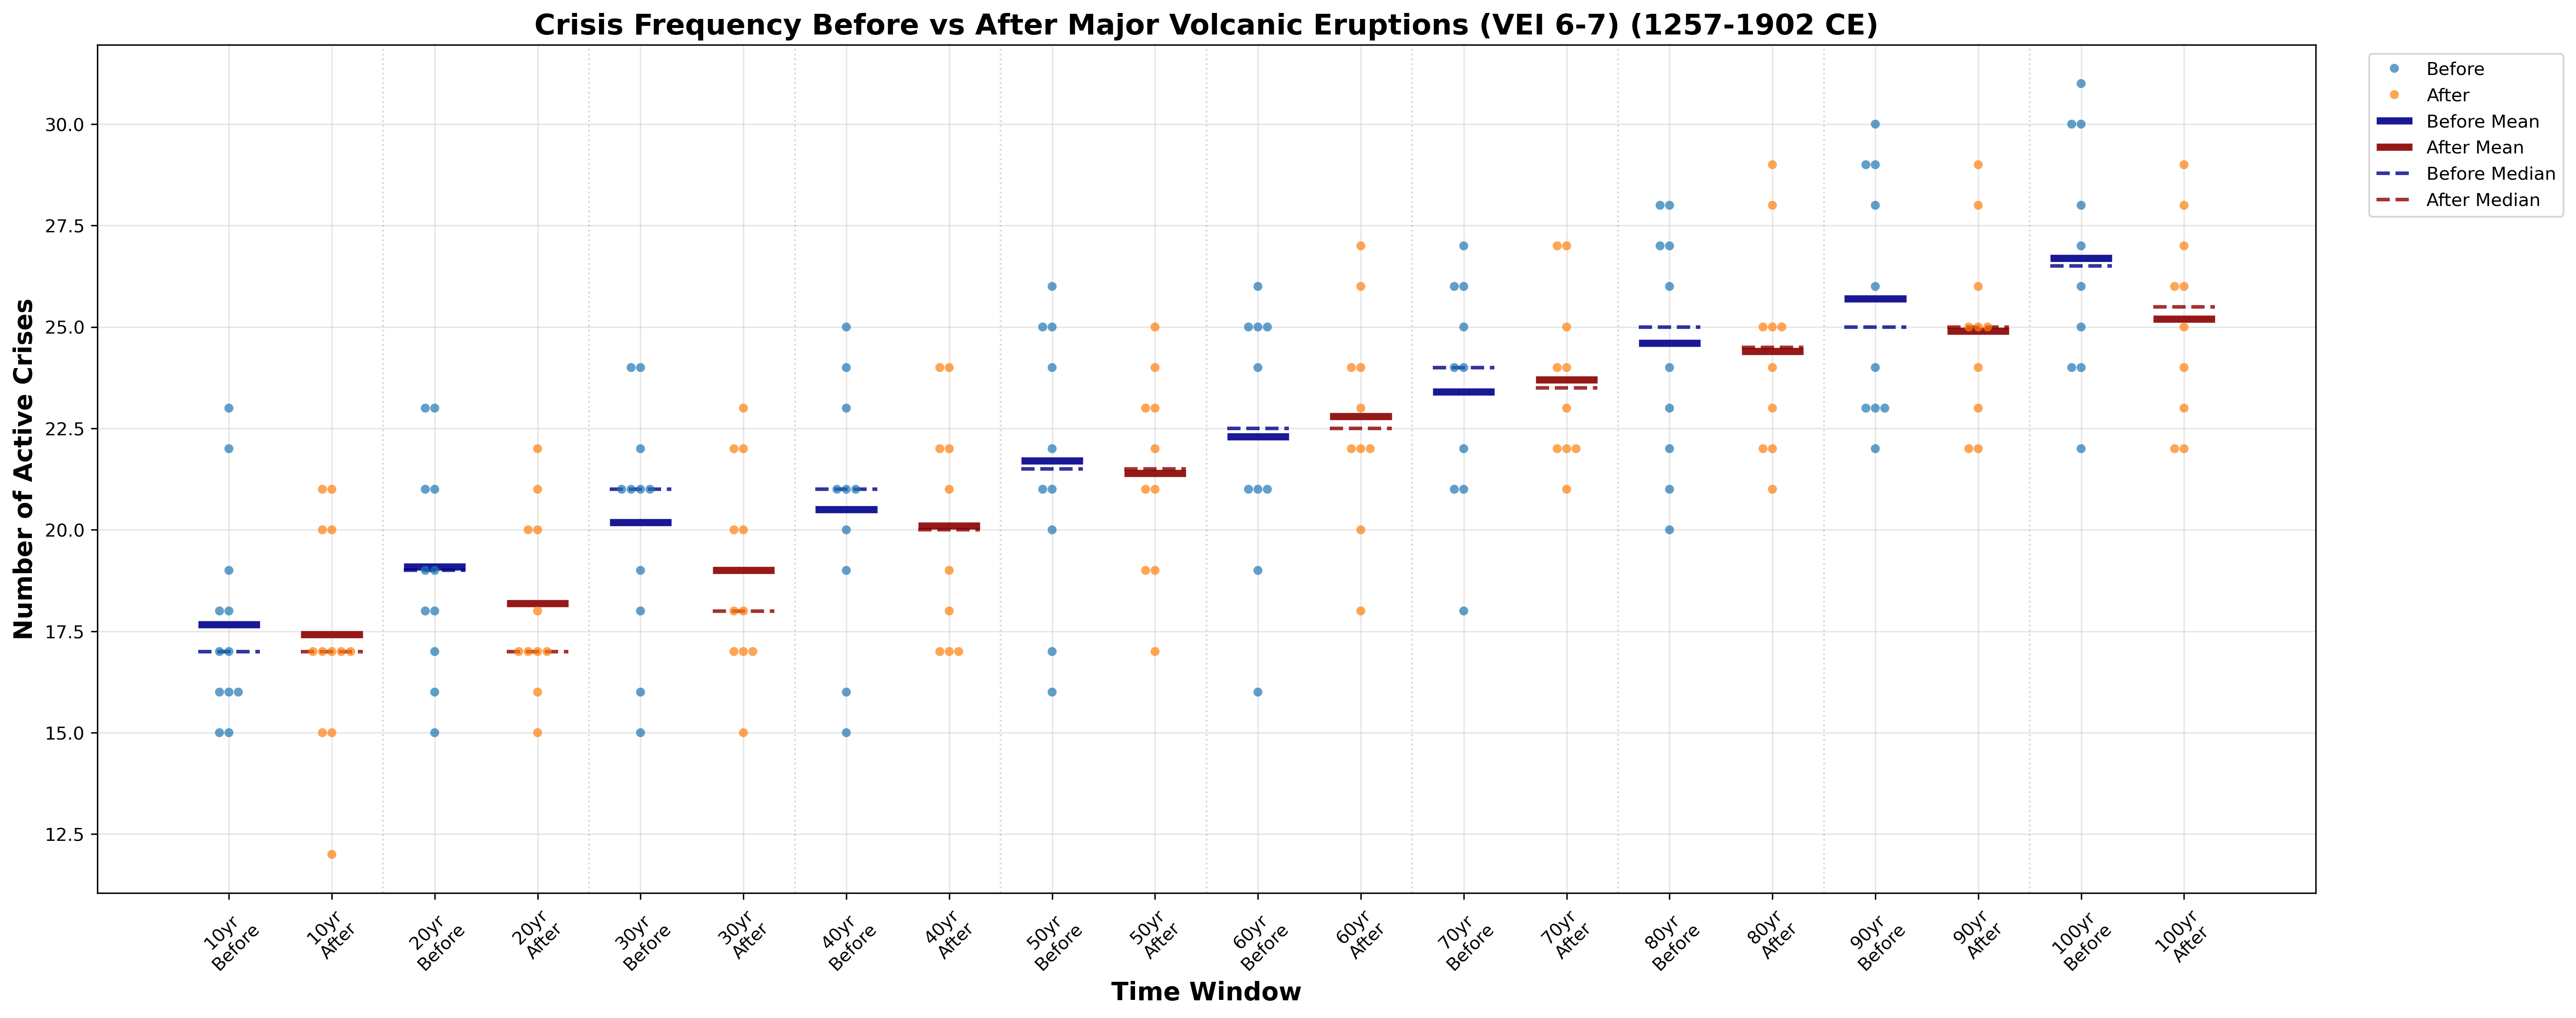 Crisis Frequency Before vs After Major Volcanic Eruptions (VEI 6-7) (1257-1902 CE)
Number of Active Crises
30.0
27.5
25.0
22.5
20.0
17.5
15.0
12.5
10yr
Before
10yr
After
20yr
Before
20yr
After
30yr
Before
30yr
After
40yr
Before
40yr
After
50yr
Before
50yr
After
60yr
Before
60yr
After
70yr
Before
70yr
After
80yr
Before
80yr
After
90yr
Before
90yr
After
100yr
Before
100yr
After
Time Window
Before
After
Before Mean
After Mean
Before Median
After Median